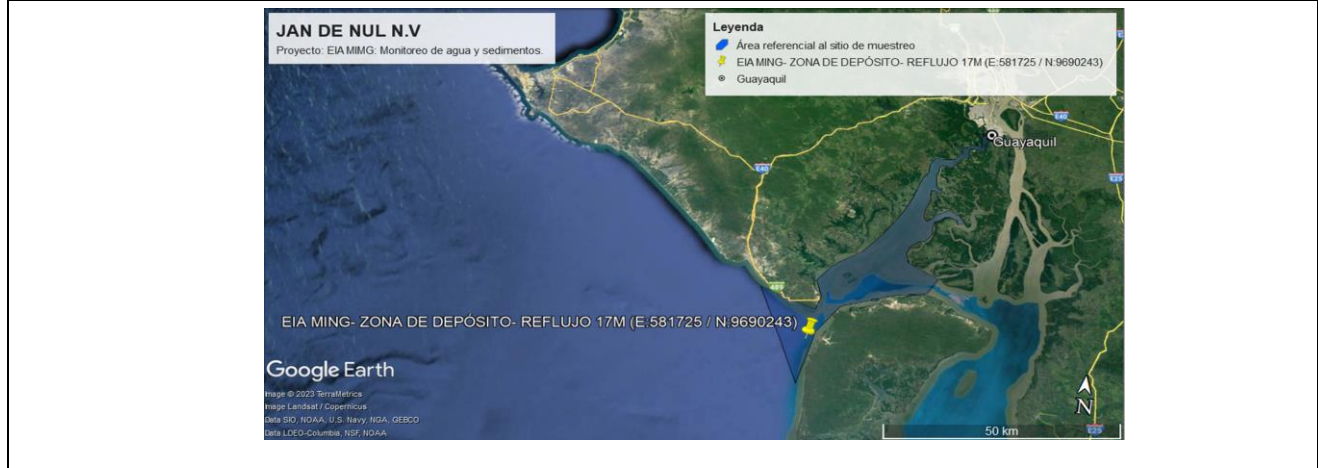 JAN DE NUL N.V
Proyecto: EIA MIMG: Monitoreo de agua y sedimentos.
Leyenda
Área referencial al sitio de muestreo
EIA MING- ZONA DE DEPÓSITO- REFLUJO 17M (E:581725 / N:9690243)
Guayaquil
E40
Guayaquil
E40
E25
489
EIA MING- ZONA DE DEPÓSITO- REFLUJO 17M (E:581725 / N:9690243)
Google Earth
Image © 2023 TerraMetrics
Image Landsat / Copernicus
Data SIO, NOAA, U.S. Navy, NGA, GEBCO
Data LDEO-Columbia, NSF, NOAA
N
50 km
E25